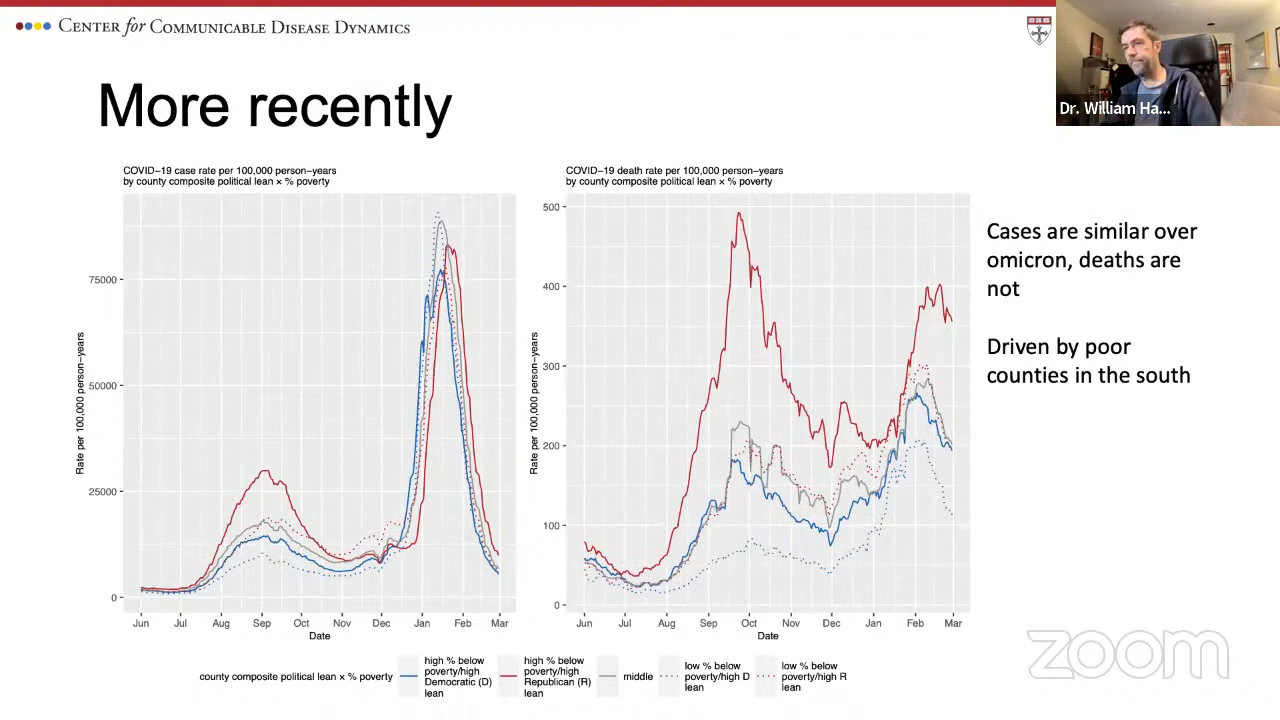 CENTER for COMMUNICABLE DISEASE DYNAMICS
Dr. William Ha...
More recently
COVID−19 case rate per 100,000 person−years
by county composite political lean × % poverty
Rate per 100,000 person−years
75000
50000
25000
0
Jun Jul Aug Sep Oct Nov Dec Jan Feb Mar
Date
COVID−19 death rate per 100,000 person−years
by county composite political lean × % poverty
Rate per 100,000 person−years
500
400
300
200
100
0
Jun Jul Aug Sep Oct Nov Dec Jan Feb Mar
Date
Cases are similar over
omicron, deaths are
not
Driven by poor
counties in the south
county composite political lean × % poverty
high % below
poverty/high
Democratic (D)
lean
high % below
poverty/high
Republican (R)
lean
middle
low % below
poverty/high D
lean
low % below
poverty/high R
lean
zoom